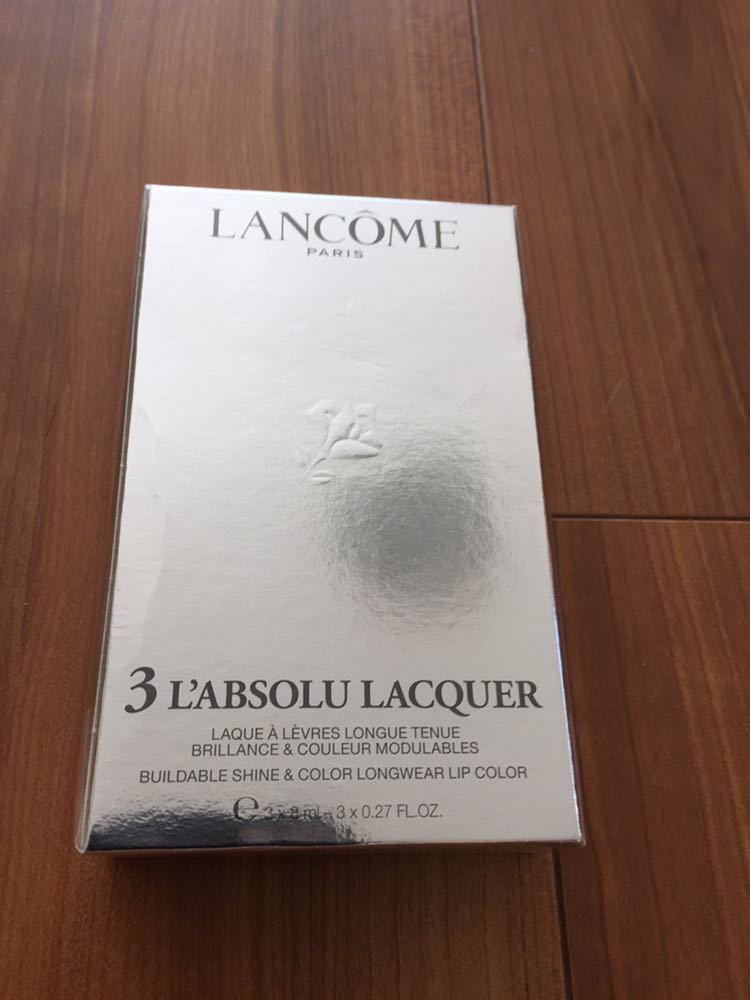 LANCÔME
PARIS
3 L'ABSOLU LACQUER
LAQUE À LÈVRES LONGUE TENUE
BRILLANCE & COULEUR MODULABLES
BUILDABLE SHINE & COLOR LONGWEAR LIP COLOR
℮ 3 x 8 ml - 3 x 0.27 FL.OZ.